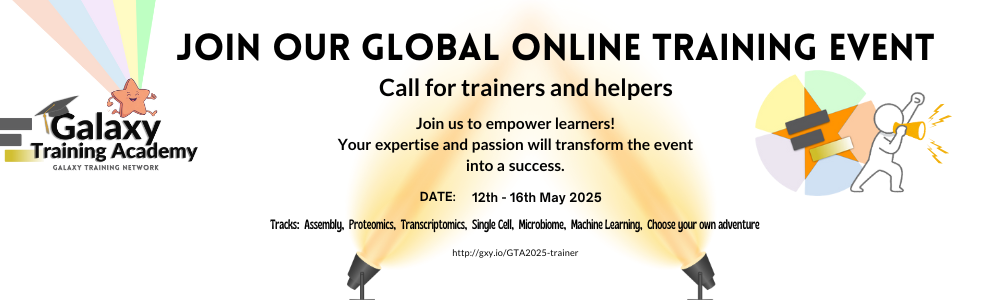 JOIN OUR GLOBAL ONLINE TRAINING EVENT
Call for trainers and helpers
Galaxy
Training Academy
GALAXY TRAINING NETWORK
Join us to empower learners!
Your expertise and passion will transform the event
into a success.
DATE: 12th - 16th May 2025
Tracks: Assembly, Proteomics, Transcriptomics, Single Cell, Microbiome, Machine Learning, Choose your own adventure
http://gxy.io/GTA2025-trainer